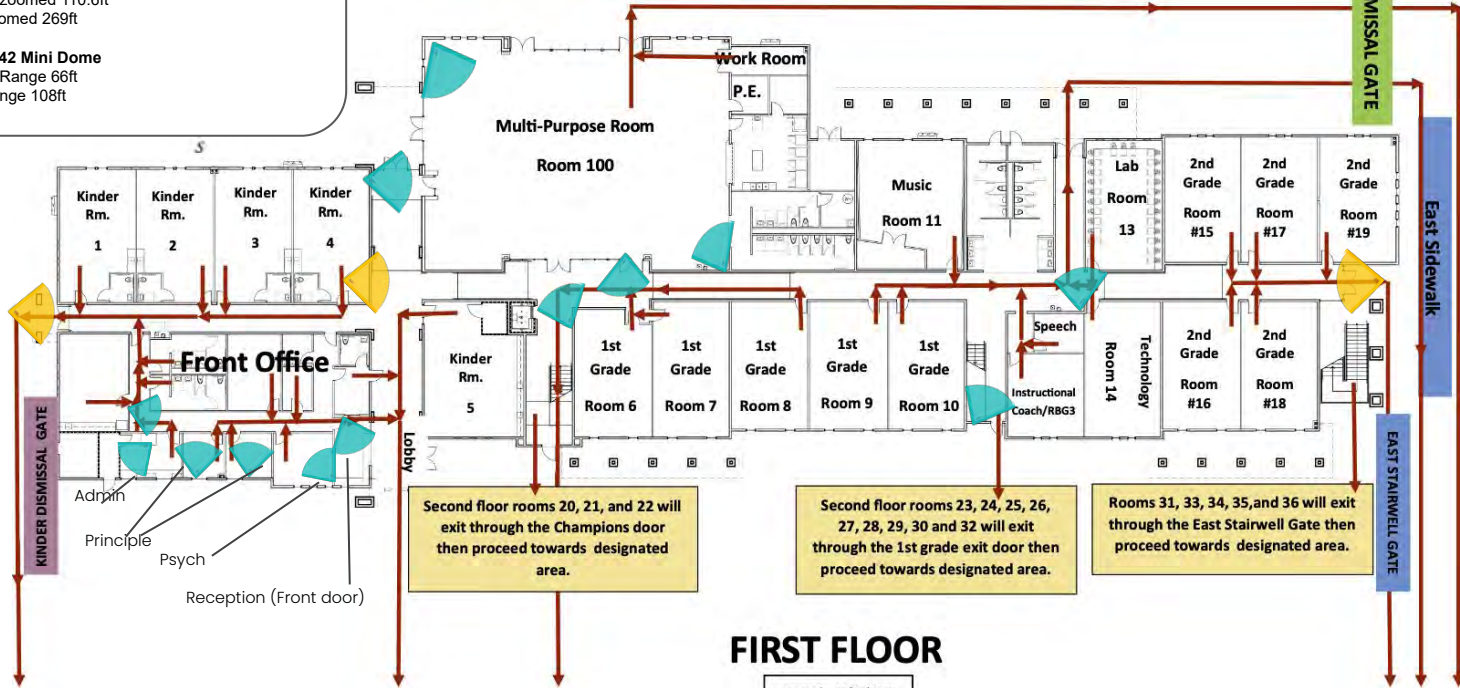 zoomed 110.6ft
omed 269ft
42 Mini Dome
Range 66ft
nge 108ft
MISSAL GATE
Work Room
P.E.
Multi-Purpose Room
Room 100
S
Kinder
Rm.
1
Kinder
Rm.
2
Kinder
Rm.
3
Kinder
Rm.
4
Music
Room 11
Lab
Room
13
2nd
Grade
Room
#15
2nd
Grade
Room
#17
2nd
Grade
Room
#19
East Sidewalk
Front Office
Kinder
Rm.
5
1st
Grade
Room 6
1st
Grade
Room 7
1st
Grade
Room 8
1st
Grade
Room 9
1st
Grade
Room 10
Speech
Instructional
Coach/RBG3
Technology
Room 14
2nd
Grade
Room
#16
2nd
Grade
Room
#18
KINDER DISMISSAL GATE
Lobby
EAST STAIRWELL GATE
Admin
Principle
Psych
Reception (Front door)
Second floor rooms 20, 21, and 22 will
exit through the Champions door
then proceed towards designated
area.
Second floor rooms 23, 24, 25, 26,
27, 28, 29, 30 and 32 will exit
through the 1st grade exit door then
proceed towards designated area.
Rooms 31, 33, 34, 35,and 36 will exit
through the East Stairwell Gate then
proceed towards designated area.
FIRST FLOOR